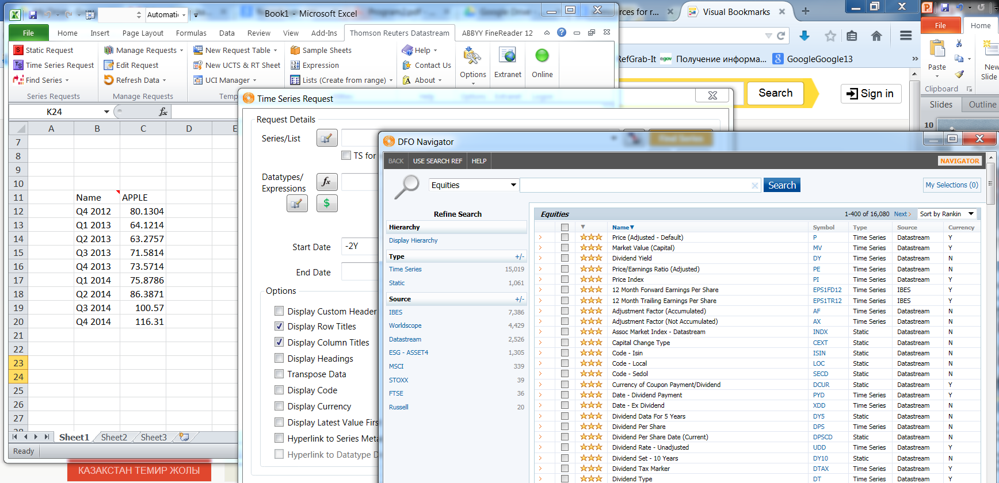 Automatic
Book1 - Microsoft Excel
File Home Insert Page Layout Formulas Data Review View Add-Ins Thomson Reuters Datastream ABBYY FineReader 12
Static Request
Time Series Request
Find Series
Series Requests
Manage Requests
Edit Request
Refresh Data
Manage Requests
New Request Table
New UCTS & RT Sheet
UCI Manager
Temp
Sample Sheets
Expression
Lists (Create from range)
Help
Contact Us
About
Options
Extranet
Online
K24
fx
A B C D E
7
8
9
10
11 Name APPLE
12 Q4 2012 80.1304
13 Q1 2013 64.1214
14 Q2 2013 63.2757
15 Q3 2013 71.5814
16 Q4 2013 73.5714
17 Q1 2014 75.8786
18 Q2 2014 86.3871
19 Q3 2014 100.57
20 Q4 2014 116.31
21
22
23
24
25
26
27
28
Sheet1 Sheet2 Sheet3
Ready
КАЗАКСТАН ТЕМИР ЖОЛЫ
Time Series Request
Request Details
Series/List
TS for
Find Series
Datatypes/
Expressions
fx
$
Start Date -2Y
End Date
Options
Display Custom Header
Display Row Titles
Display Column Titles
Display Headings
Transpose Data
Display Code
Display Currency
Display Latest Value Firs
Hyperlink to Series Meta
Hyperlink to Datatype D
DFO Navigator
BACK USE SEARCH REF HELP NAVIGATOR
Equities Search My Selections (0)
Refine Search
Hierarchy
Display Hierarchy
Type +/-
Time Series 15,019
Static 1,061
Source +/-
IBES 7,386
Worldscope 4,429
Datastream 2,526
ESG - ASSET4 1,305
MSCI 339
STOXX 39
FTSE 36
Russell 20
Equities 1-400 of 16,080 Next Sort by Rankin
Name Symbol Type Source Currency
Price (Adjusted - Default) P Time Series Datastream Y
Market Value (Capital) MV Time Series Datastream Y
Dividend Yield DY Time Series Datastream N
Price/Earnings Ratio (Adjusted) PE Time Series Datastream N
Price Index PI Time Series Datastream N
12 Month Forward Earnings Per Share EPS1FD12 Time Series IBES Y
12 Month Trailing Earnings Per Share EPS1TR12 Time Series IBES Y
Adjustment Factor (Accumulated) AF Time Series Datastream N
Adjustment Factor (Not Accumulated) AX Time Series Datastream N
Assoc Market Index - Datastream INDX Static Datastream N
Capital Change Type CEXT Static Datastream N
Code - Isin ISIN Static Datastream N
Code - Local LOC Static Datastream N
Code - Sedol SECD Static Datastream N
Currency of Coupon Payment/Dividend DCUR Static Datastream Y
Date - Dividend Payment PYD Time Series Datastream Y
Date - Ex Dividend XDD Time Series Datastream N
Dividend Data For 5 Years DY5 Static Datastream N
Dividend Per Share DPS Time Series Datastream N
Dividend Per Share Date (Current) DPSCD Static Datastream N
Dividend Rate - Unadjusted UDD Time Series Datastream Y
Dividend Set - 10 Years DY10 Static Datastream N
Dividend Tax Marker DTAX Time Series Datastream Y
Dividend Type DT Time Series Datastream N
Google Drive
rces for r...
Visual Bookmarks
RefGrab-It egov Получение информа... GoogleGoogle13
Search
Sign in
File Home
Paste
New
Slide
Clipboard
Slides Outline
10